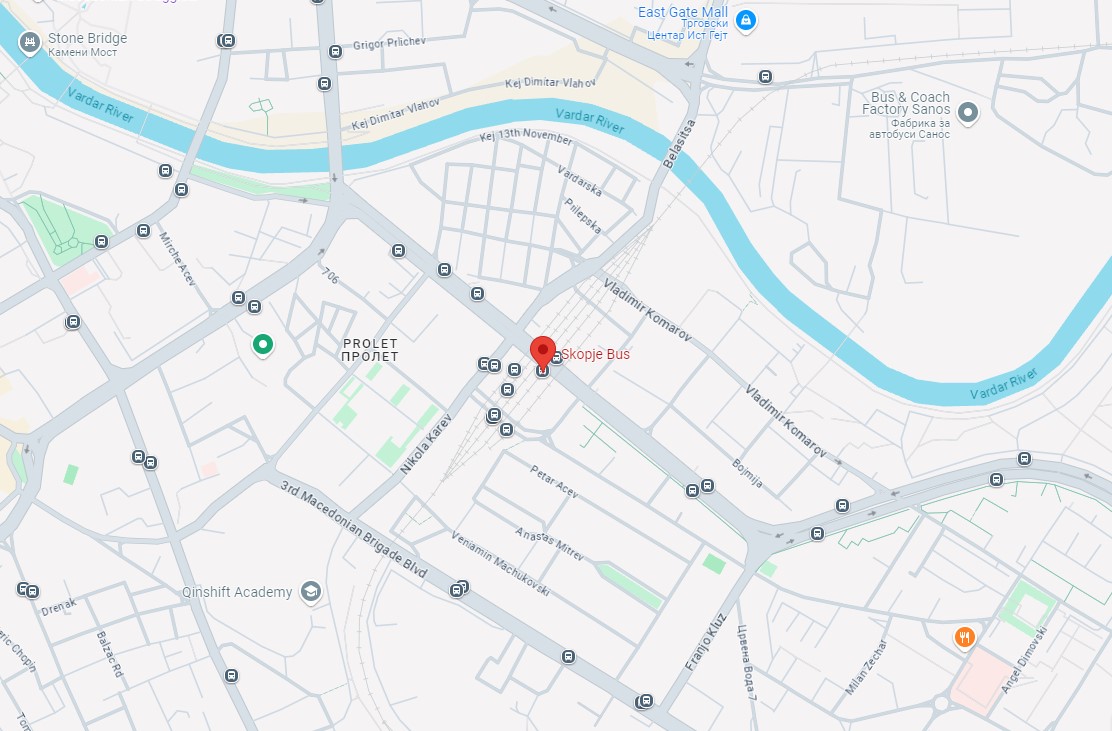 East Gate Mall
Трговски
Центар Ист Гејт
Stone Bridge
Камени Мост
Grigor Prlichev
Kej Dimitar Vlahov
Vardar River
Bus & Coach
Factory Sanos
Фабрика за
автобуси Санос
Kej Dimitar Vlahov
Vardar River
Kej 13th November
Belasitsa
Vardarska
Prilepska
Mirche Acev
706
Vladimir Komarov
PROLET
ПРОЛЕТ
Skopje Bus
Vardar River
Vladimir Komarov
Nikola Karev
Bojmija
Petar Acev
3rd Macedonian Brigade Blvd
Anastas Mitrev
Veniamin Machukovski
Qinshift Academy
Drenak
Balzac Rd
eric Chopin
Franjo Kluz
Црвена Вода 7
Milan Zechar
Angel Dimovski